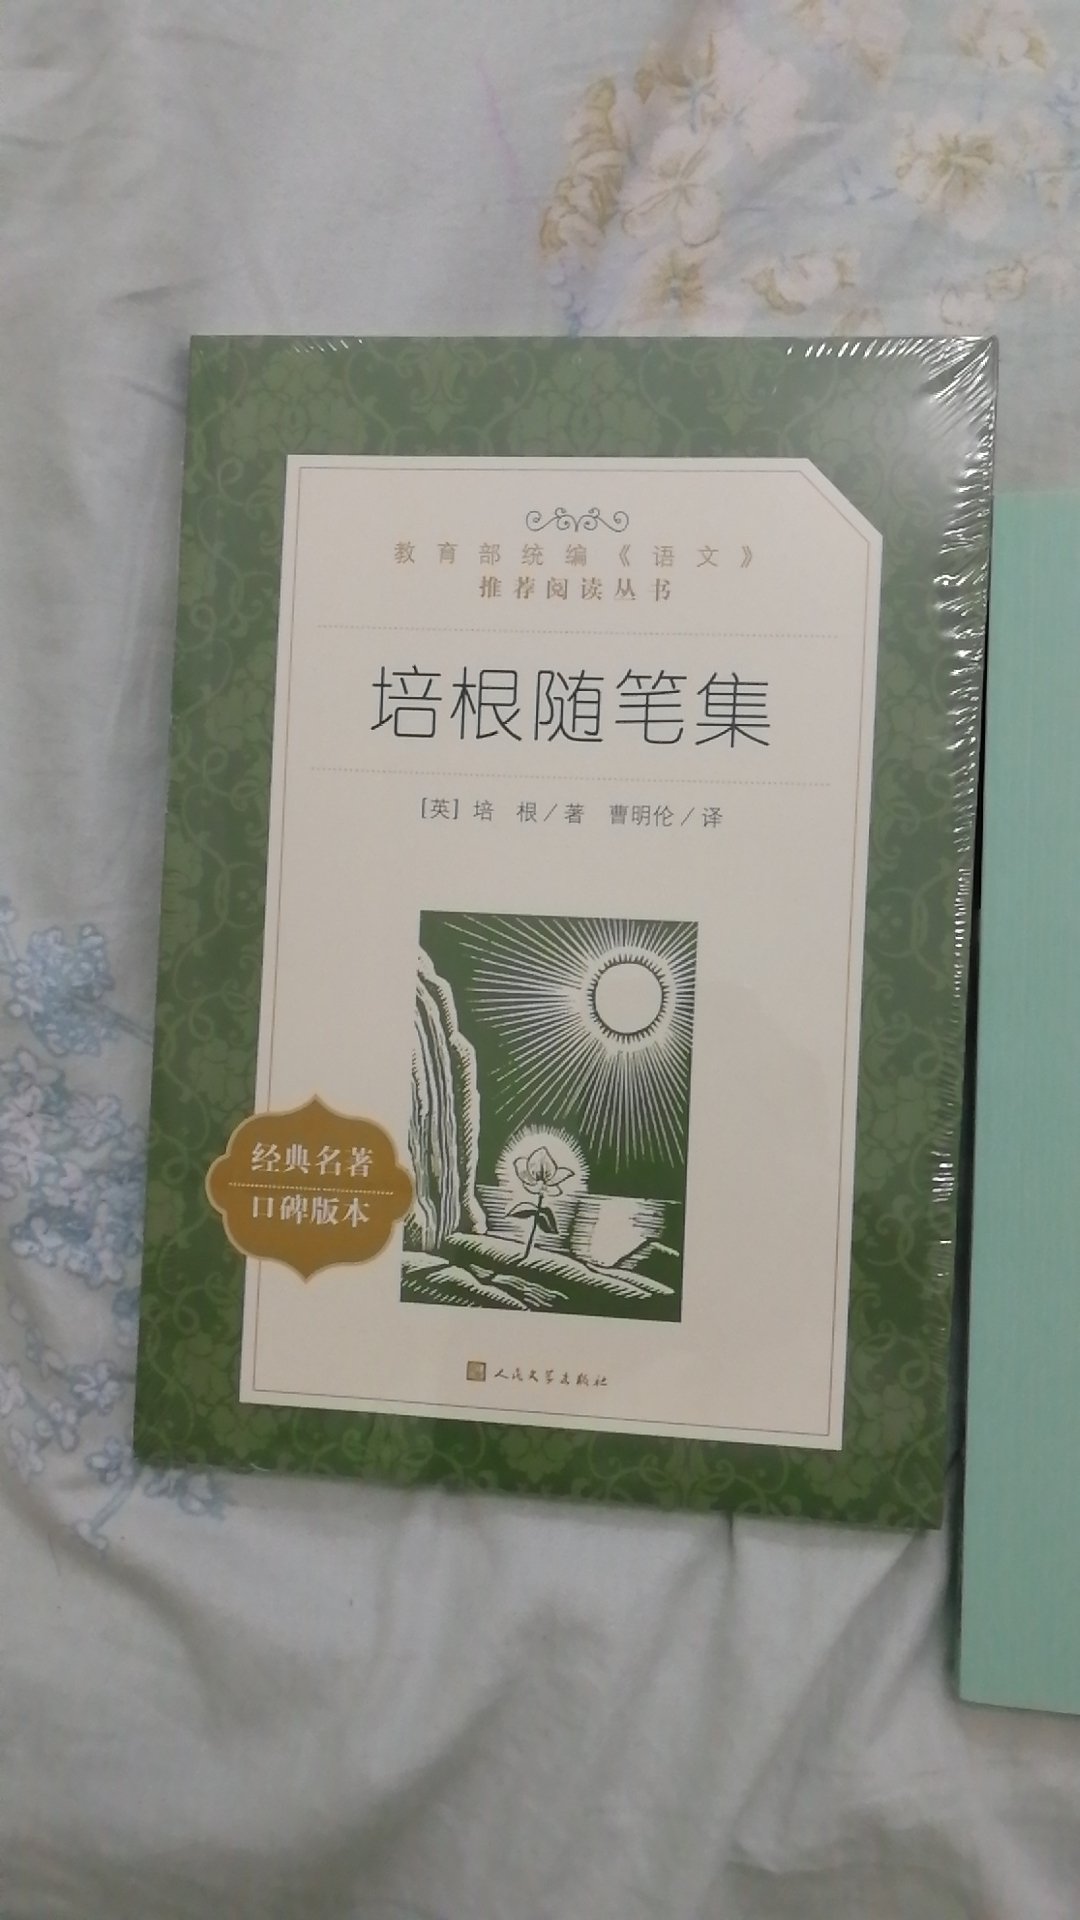 教育部统编《语文》
推荐阅读丛书
培根随笔集
[英] 培 根／著 曹明伦／译
经典名著
口碑版本
人民文学出版社